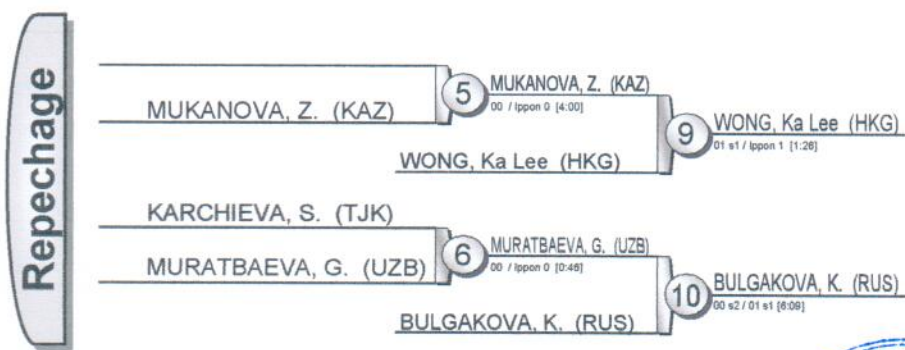 Repechage
MUKANOVA, Z. (KAZ)
5
MUKANOVA, Z. (KAZ)
00 / Ippon 0 [4:00]
WONG, Ka Lee (HKG)
9
WONG, Ka Lee (HKG)
01 s1 / Ippon 1 [1:26]
KARCHIEVA, S. (TJK)
MURATBAEVA, G. (UZB)
6
MURATBAEVA, G. (UZB)
00 / Ippon 0 [0:46]
BULGAKOVA, K. (RUS)
10
BULGAKOVA, K. (RUS)
00 s2 / 01 s1 [6:09]